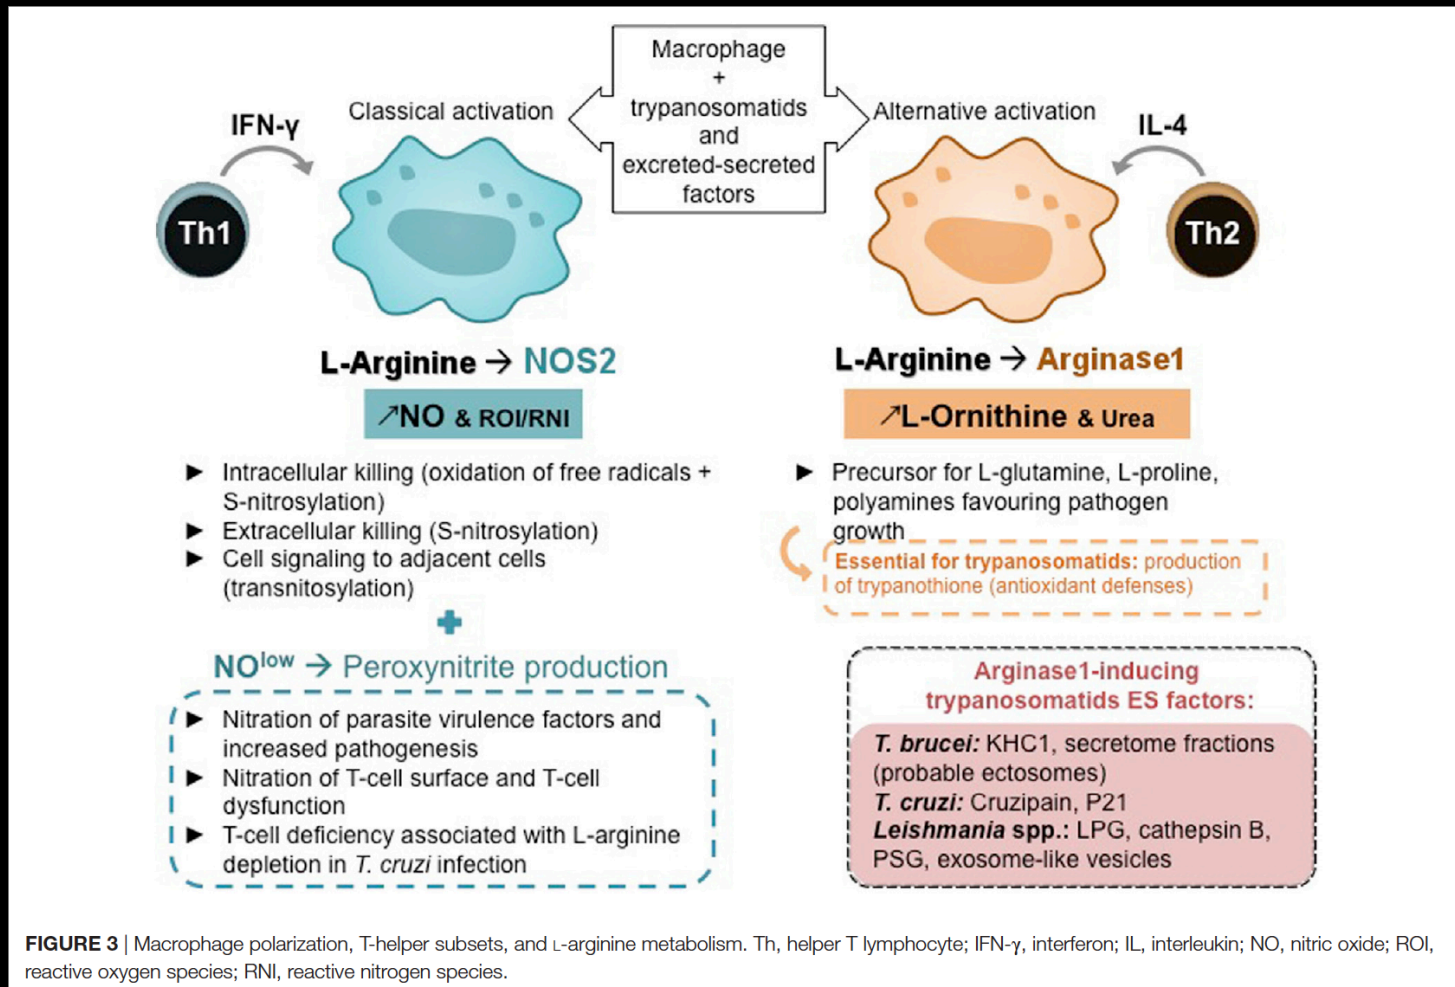 Macrophage
+
trypanosomatids
and
excreted-secreted
factors
Classical activation
IFN-γ
Th1
Alternative activation
IL-4
Th2
L-Arginine → NOS2
↗NO & ROI/RNI
► Intracellular killing (oxidation of free radicals +
S-nitrosylation)
► Extracellular killing (S-nitrosylation)
► Cell signaling to adjacent cells
(transnitosylation)
+
NOlow → Peroxynitrite production
► Nitration of parasite virulence factors and
increased pathogenesis
► Nitration of T-cell surface and T-cell
dysfunction
► T-cell deficiency associated with L-arginine
depletion in T. cruzi infection
L-Arginine → Arginase1
↗L-Ornithine & Urea
► Precursor for L-glutamine, L-proline,
polyamines favouring pathogen
growth
Essential for trypanosomatids: production
of trypanothione (antioxidant defenses)
Arginase1-inducing
trypanosomatids ES factors:
T. brucei: KHC1, secretome fractions
(probable ectosomes)
T. cruzi: Cruzipain, P21
Leishmania spp.: LPG, cathepsin B,
PSG, exosome-like vesicles
FIGURE 3 | Macrophage polarization, T-helper subsets, and L-arginine metabolism. Th, helper T lymphocyte; IFN-γ, interferon; IL, interleukin; NO, nitric oxide; ROI,
reactive oxygen species; RNI, reactive nitrogen species.